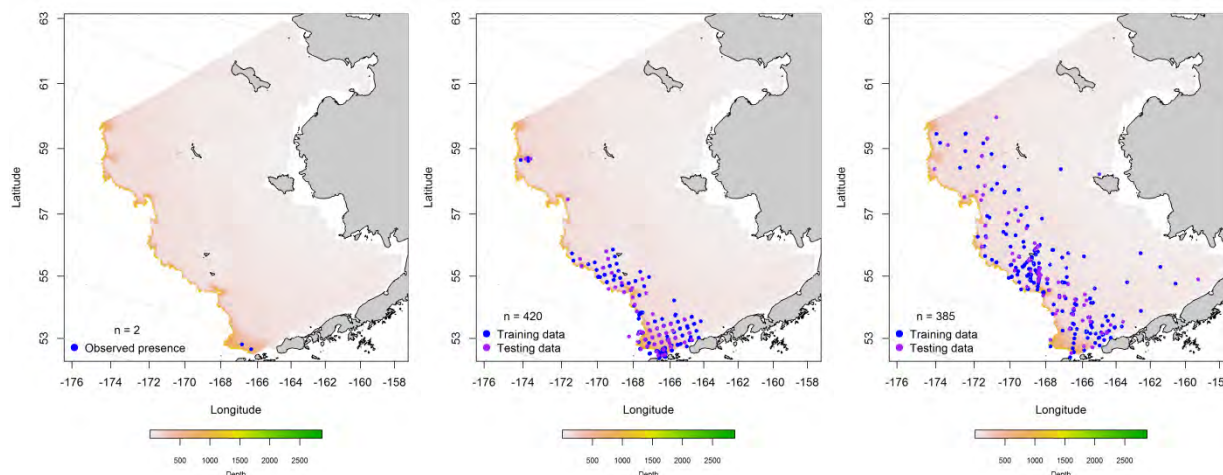 63
61
59
57
55
53
Latitude
n = 2
Observed presence
-176 -172 -170 -168 -166 -164 -162 -160 -158
Longitude
500 1000 1500 2000 2500
Depth
63
61
59
57
55
53
Latitude
n = 420
Training data
Testing data
-176 -172 -170 -168 -166 -164 -162 -160 -158
Longitude
500 1000 1500 2000 2500
Depth
63
61
59
57
55
53
Latitude
n = 385
Training data
Testing data
-176 -174 -172 -170 -168 -166 -164 -162 -160
Longitude
500 1000 1500 2000 2500
Depth